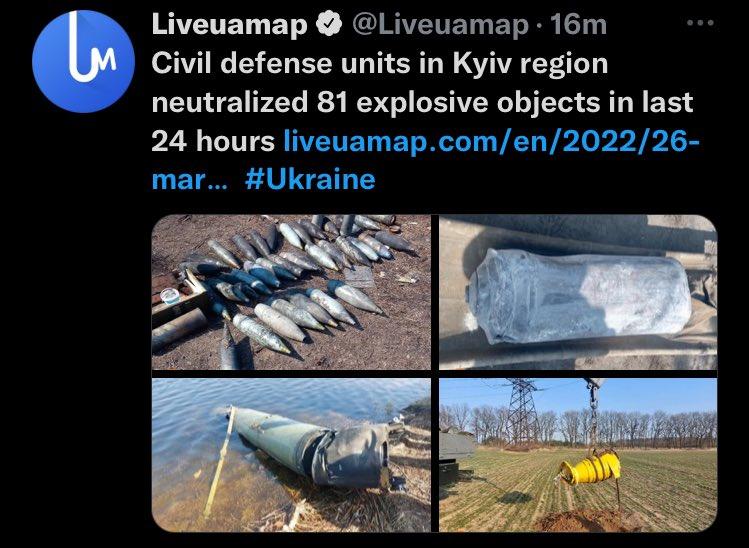 Liveuamap @Liveuamap · 16m ...
Civil defense units in Kyiv region
neutralized 81 explosive objects in last
24 hours liveuamap.com/en/2022/26-
mar... #Ukraine